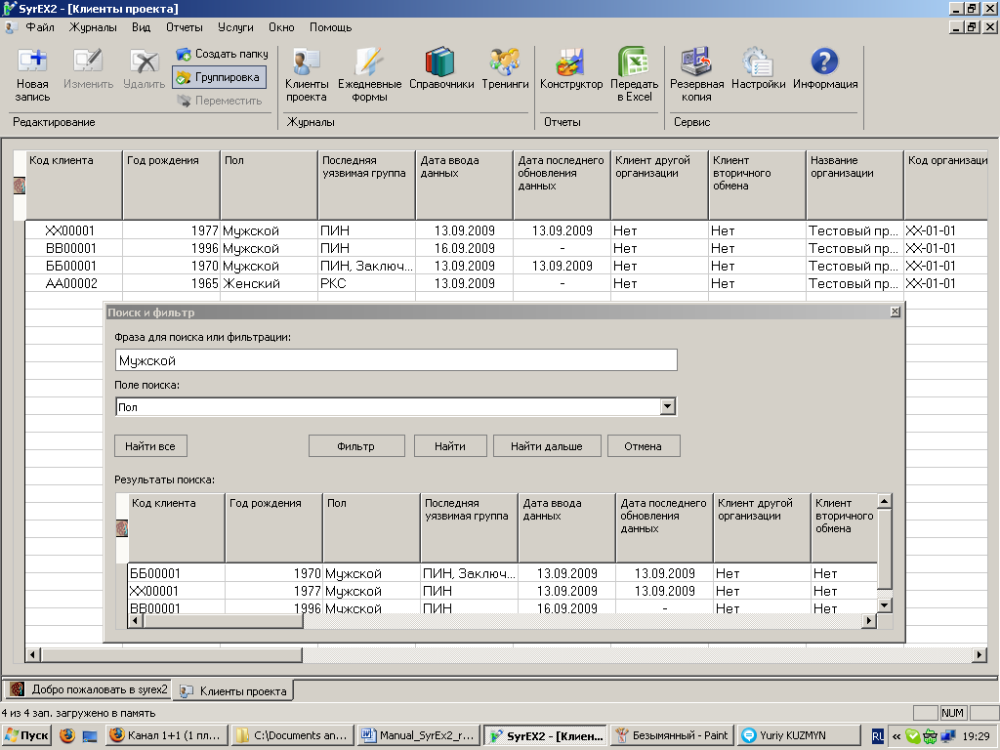 SyrEX2 - [Клиенты проекта]
Файл Журналы Вид Отчеты Услуги Окно Помощь
Новая запись
Изменить
Удалить
Создать папку
Группировка
Переместить
Редактирование
Клиенты проекта
Ежедневные формы
Справочники
Тренинги
Журналы
Конструктор
Передать в Excel
Отчеты
Резервная копия
Настройки
Информация
Сервис
Код клиента Год рождения Пол Последняя уязвимая группа Дата ввода данных Дата последнего обновления данных Клиент другой организации Клиент вторичного обмена Название организации Код организаци
ХХ00001 1977 Мужской ПИН 13.09.2009 13.09.2009 Нет Нет Тестовый пр... ХХ-01-01
ВВ00001 1996 Мужской ПИН 16.09.2009 - Нет Нет Тестовый пр... ХХ-01-01
ББ00001 1970 Мужской ПИН, Заключ... 13.09.2009 13.09.2009 Нет Нет Тестовый пр... ХХ-01-01
АА00002 1965 Женский РКС 13.09.2009 - Нет Нет Тестовый пр... ХХ-01-01
Поиск и фильтр
Фраза для поиска или фильтрации:
Мужской
Поле поиска:
Пол
Найти все Фильтр Найти Найти дальше Отмена
Результаты поиска:
Код клиента Год рождения Пол Последняя уязвимая группа Дата ввода данных Дата последнего обновления данных Клиент другой организации Клиент вторичного обмена
ББ00001 1970 Мужской ПИН, Заключ... 13.09.2009 13.09.2009 Нет Нет
ХХ00001 1977 Мужской ПИН 13.09.2009 13.09.2009 Нет Нет
ВВ00001 1996 Мужской ПИН 16.09.2009 - Нет Нет
Добро пожаловать в syrex2 Клиенты проекта
4 из 4 зап. загружено в память NUM
Пуск Канал 1+1 (1 пл... C:\Documents an... Manual_SyrEx2_r... SyrEX2 - [Клиен... Безымянный - Paint Yuriy KUZMYN RU « 19:29